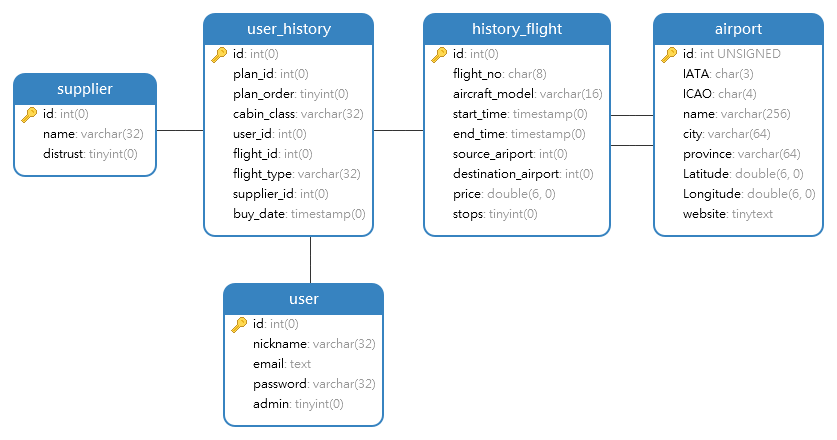 supplier
id: int(0)
name: varchar(32)
distrust: tinyint(0)
user_history
id: int(0)
plan_id: int(0)
plan_order: tinyint(0)
cabin_class: varchar(32)
user_id: int(0)
flight_id: int(0)
flight_type: varchar(32)
supplier_id: int(0)
buy_date: timestamp(0)
history_flight
id: int(0)
flight_no: char(8)
aircraft_model: varchar(16)
start_time: timestamp(0)
end_time: timestamp(0)
source_ariport: int(0)
destination_airport: int(0)
price: double(6, 0)
stops: tinyint(0)
airport
id: int UNSIGNED
IATA: char(3)
ICAO: char(4)
name: varchar(256)
city: varchar(64)
province: varchar(64)
Latitude: double(6, 0)
Longitude: double(6, 0)
website: tinytext
user
id: int(0)
nickname: varchar(32)
email: text
password: varchar(32)
admin: tinyint(0)